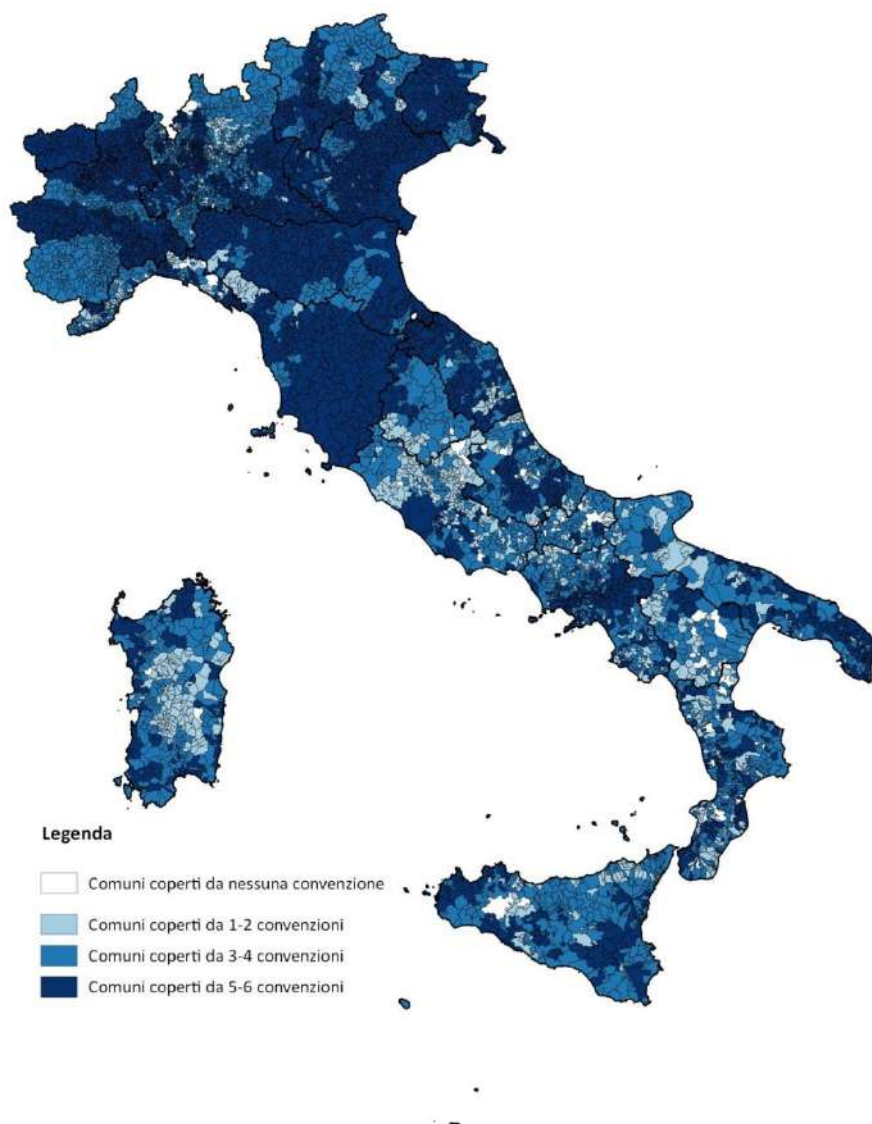 Legenda
Comuni coperti da nessuna convenzione
Comuni coperti da 1-2 convenzioni
Comuni coperti da 3-4 convenzioni
Comuni coperti da 5-6 convenzioni